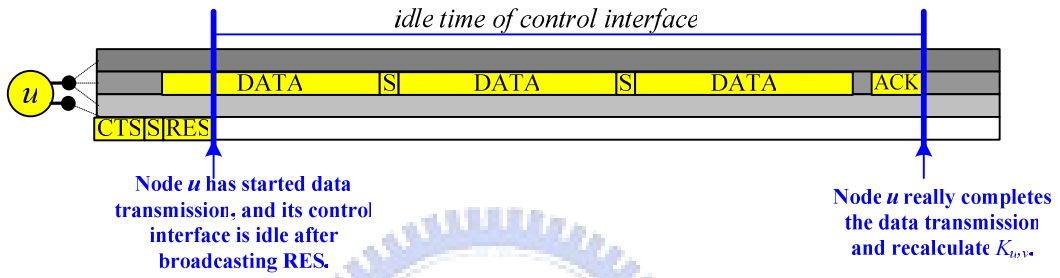 idle time of control interface
u
DATA S DATA S DATA ACK
CTS S RES
Node u has started data
transmission, and its control
interface is idle after
broadcasting RES.
Node u really completes
the data transmission
and recalculate K_{u,v}.